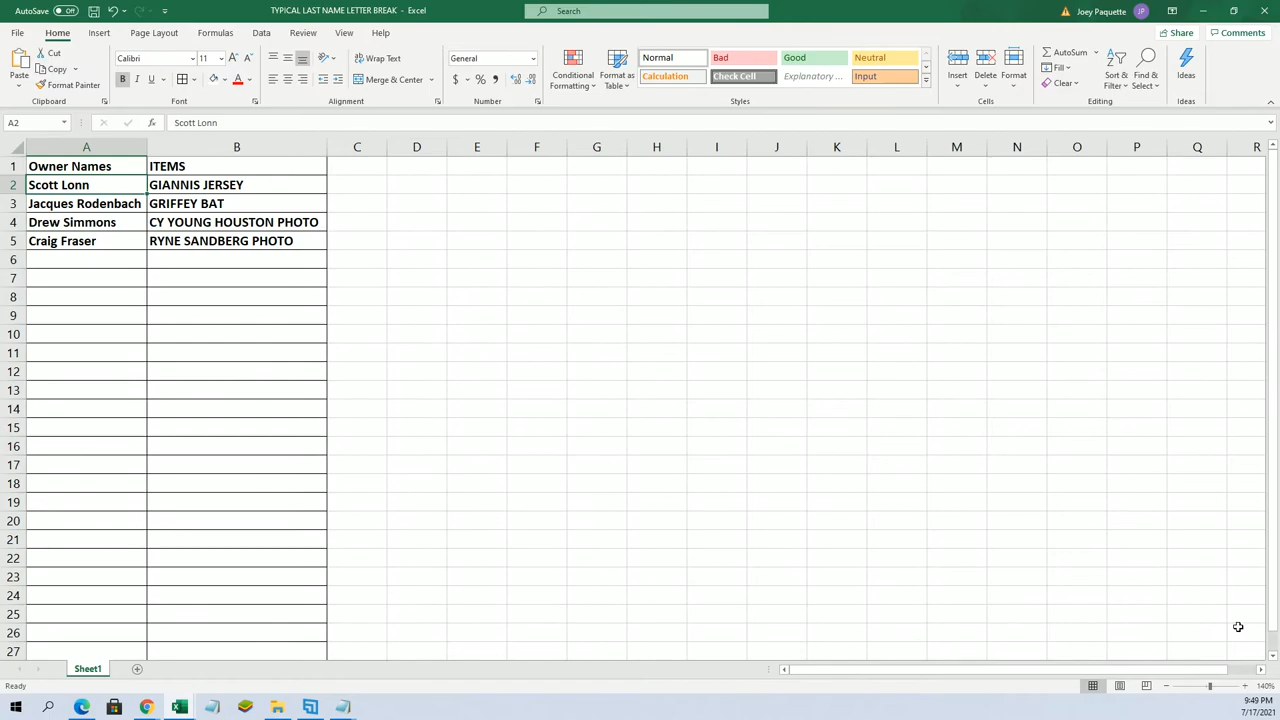 AutoSave Off TYPICAL LAST NAME LETTER BREAK - Excel Search Joey Paquette JP
File Home Insert Page Layout Formulas Data Review View Help Share Comments
Paste Cut Copy Format Painter Clipboard
Calibri 11 B I U A Font
Wrap Text Merge & Center Alignment
General $ % Number
Conditional Formatting Format as Table
Normal Bad Good Neutral
Calculation Check Cell Explanatory ... Input
Styles
Insert Delete Format Cells
AutoSum Fill Clear Sort & Filter Find & Select Editing
Ideas Ideas
A2 fx Scott Lonn
A B C D E F G H I J K L M N O P Q R
1 Owner Names ITEMS
2 Scott Lonn GIANNIS JERSEY
3 Jacques Rodenbach GRIFFEY BAT
4 Drew Simmons CY YOUNG HOUSTON PHOTO
5 Craig Fraser RYNE SANDBERG PHOTO
6
7
8
9
10
11
12
13
14
15
16
17
18
19
20
21
22
23
24
25
26
27
Sheet1
Ready 140%
9:49 PM
7/17/2021